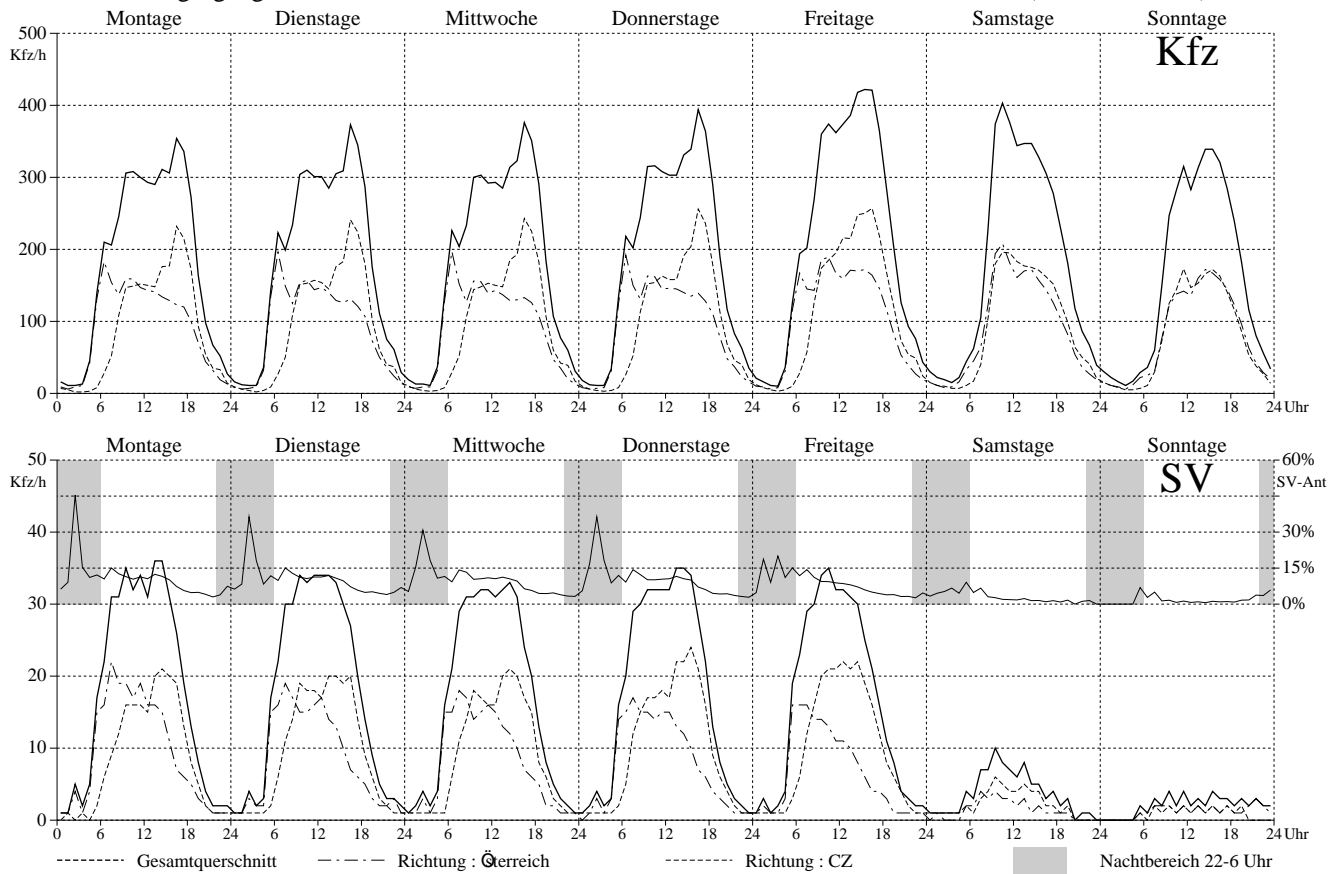 Montage Dienstage Mittwoche Donnerstage Freitage Samstage Sonntage
500
Kfz/h
Kfz
400
300
200
100
0
0 6 12 18 24 6 12 18 24 6 12 18 24 6 12 18 24 6 12 18 24 6 12 18 24 6 12 18 24 Uhr
Montage Dienstage Mittwoche Donnerstage Freitage Samstage Sonntage
50 60%
Kfz/h SV-Ant
SV
40
30%
15%
30 0%
20
10
0
0 6 12 18 24 6 12 18 24 6 12 18 24 6 12 18 24 6 12 18 24 6 12 18 24 6 12 18 24 Uhr
Gesamtquerschnitt Richtung : Österreich Richtung : CZ Nachtbereich 22-6 Uhr